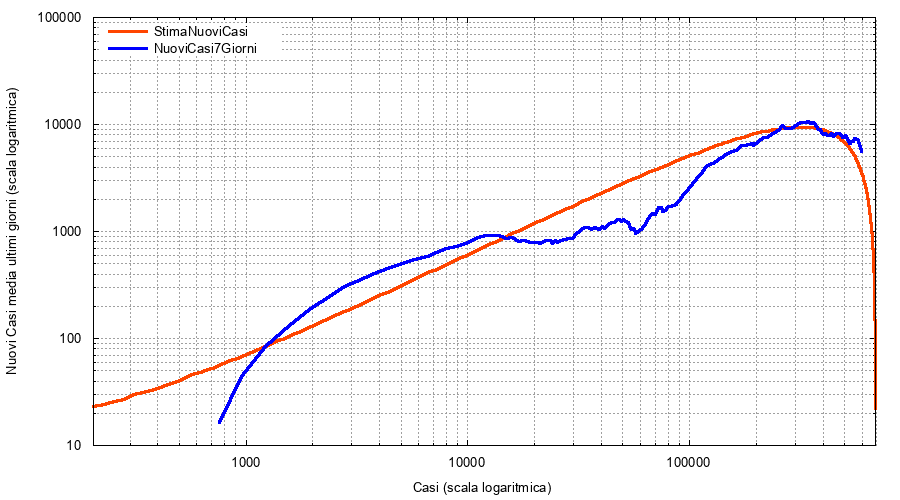 100000
StimaNuoviCasi
NuoviCasi7Giorni
10000
1000
100
10
Nuovi Casi media ultimi giorni (scala logaritmica)
1000 10000 100000
Casi (scala logaritmica)